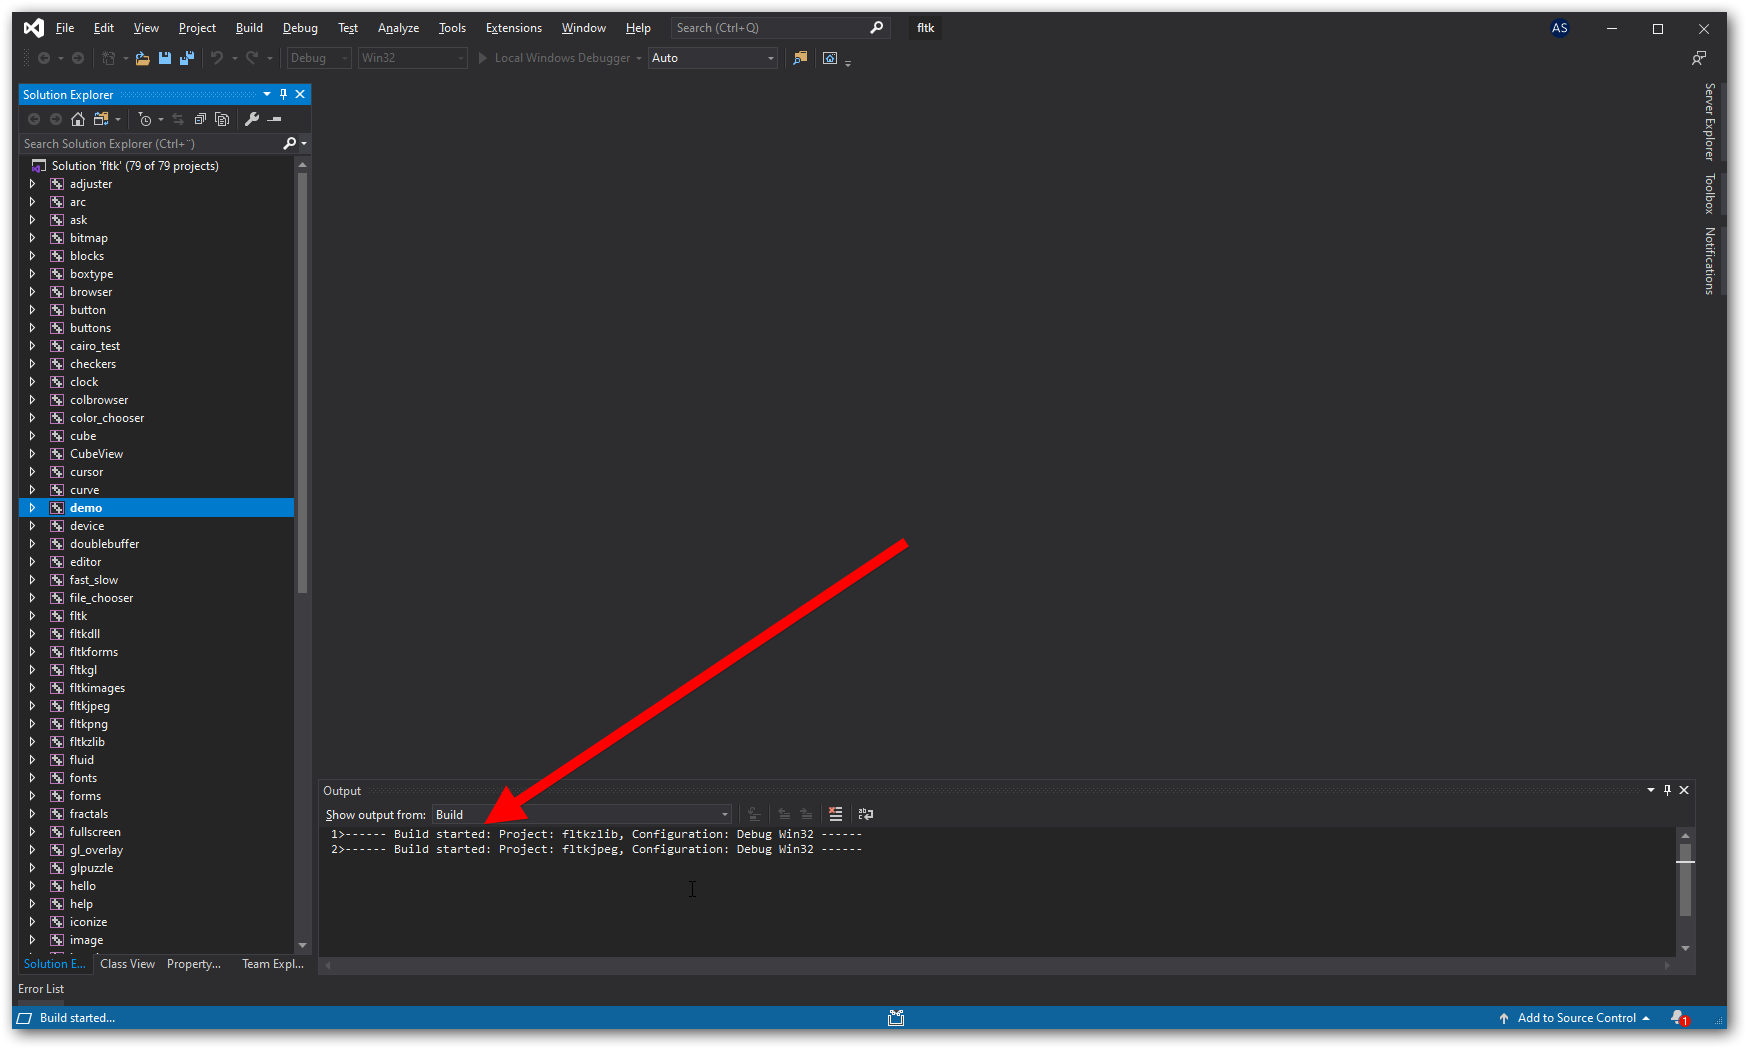 File Edit View Project Build Debug Test Analyze Tools Extensions Window Help Search (Ctrl+Q) fltk AS
Debug Win32 Local Windows Debugger Auto
Solution Explorer
Search Solution Explorer (Ctrl+¨)
Solution 'fltk' (79 of 79 projects)
adjuster
arc
ask
bitmap
blocks
boxtype
browser
button
buttons
cairo_test
checkers
clock
colbrowser
color_chooser
cube
CubeView
cursor
curve
demo
device
doublebuffer
editor
fast_slow
file_chooser
fltk
fltkdll
fltkforms
fltkgl
fltkimages
fltkjpeg
fltkpng
fltkzlib
fluid
fonts
forms
fractals
fullscreen
gl_overlay
glpuzzle
hello
help
iconize
image
Solution E... Class View Property... Team Expl...
Server Explorer
Toolbox
Notifications
Output
Show output from: Build
1>------ Build started: Project: fltkzlib, Configuration: Debug Win32 ------
2>------ Build started: Project: fltkjpeg, Configuration: Debug Win32 ------
Error List
Build started... Add to Source Control 1